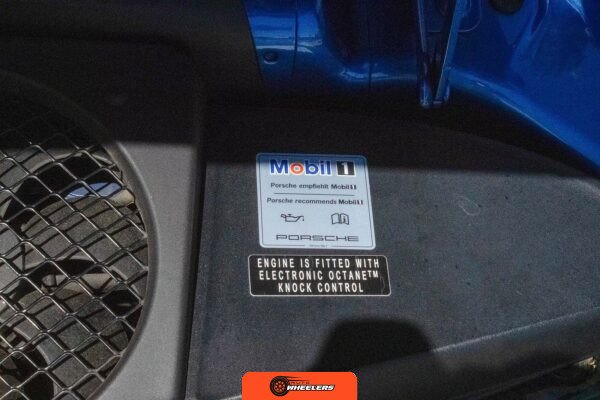 Mobil 1
Porsche empfiehlt Mobil 1
Porsche recommends Mobil 1
PORSCHE
ENGINE IS FITTED WITH
ELECTRONIC OCTANE™
KNOCK CONTROL
WHEELERS